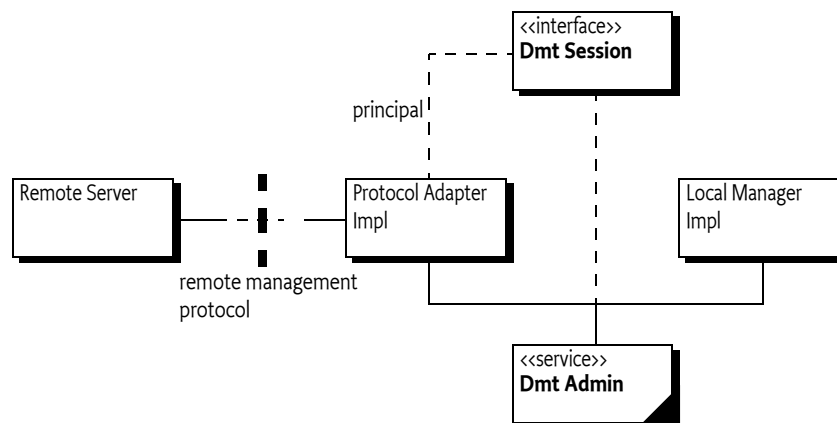 <<interface>>
Dmt Session
principal
Remote Server
Protocol Adapter
Impl
Local Manager
Impl
remote management
protocol
<<service>>
Dmt Admin